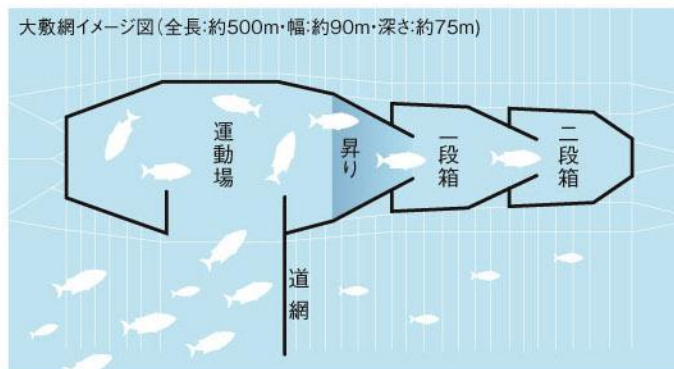 大敷網イメージ図(全長:約500m・幅:約90m・深さ:約75m)
運動場
昇り
一段箱
二段箱
道網